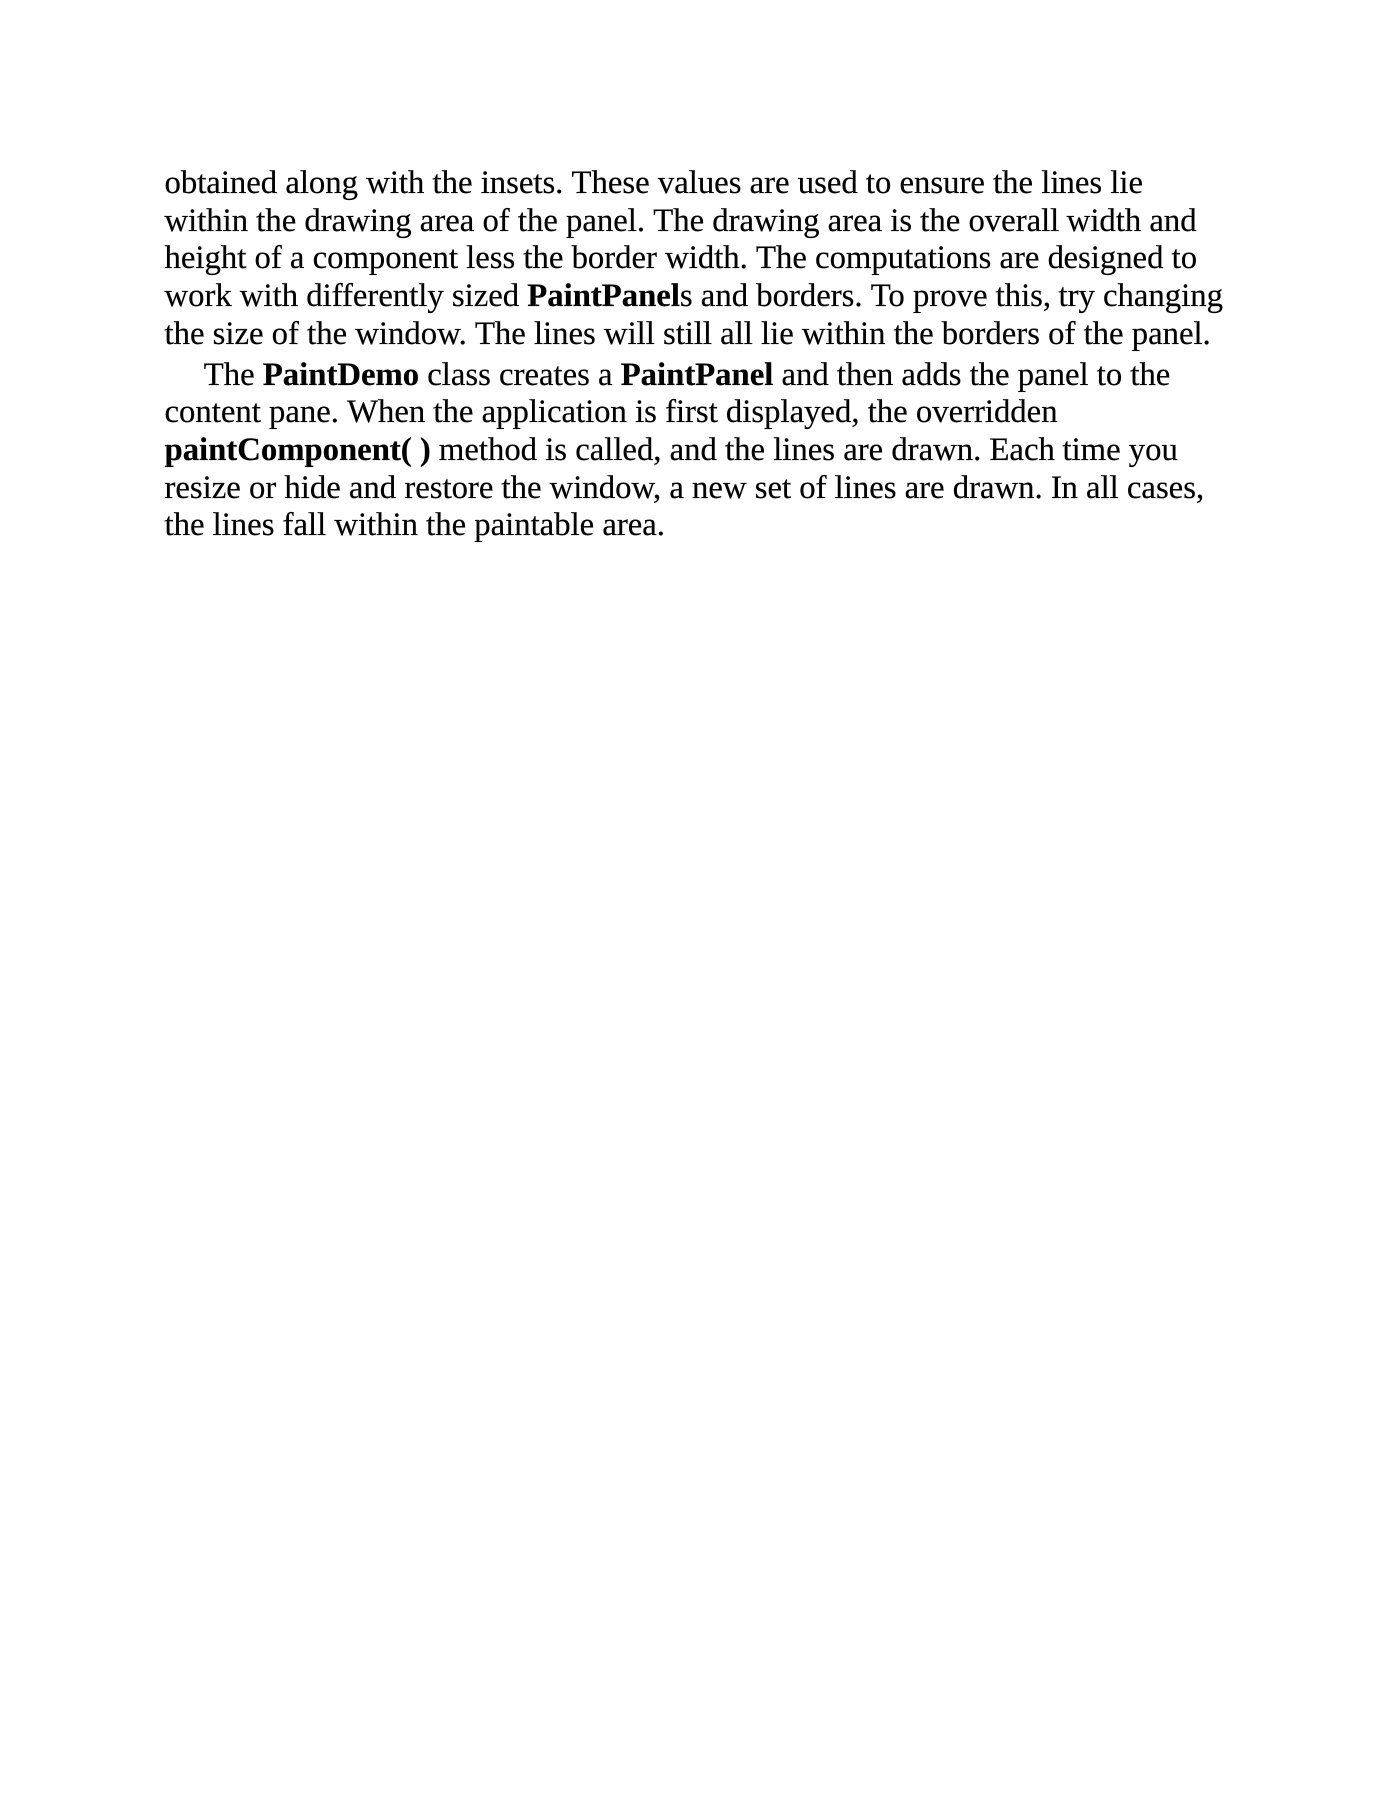 obtained along with the insets. These values are used to ensure the lines lie
within the drawing area of the panel. The drawing area is the overall width and
height of a component less the border width. The computations are designed to
work with differently sized PaintPanels and borders. To prove this, try changing
the size of the window. The lines will still all lie within the borders of the panel.
The PaintDemo class creates a PaintPanel and then adds the panel to the
content pane. When the application is first displayed, the overridden
paintComponent( ) method is called, and the lines are drawn. Each time you
resize or hide and restore the window, a new set of lines are drawn. In all cases,
the lines fall within the paintable area.